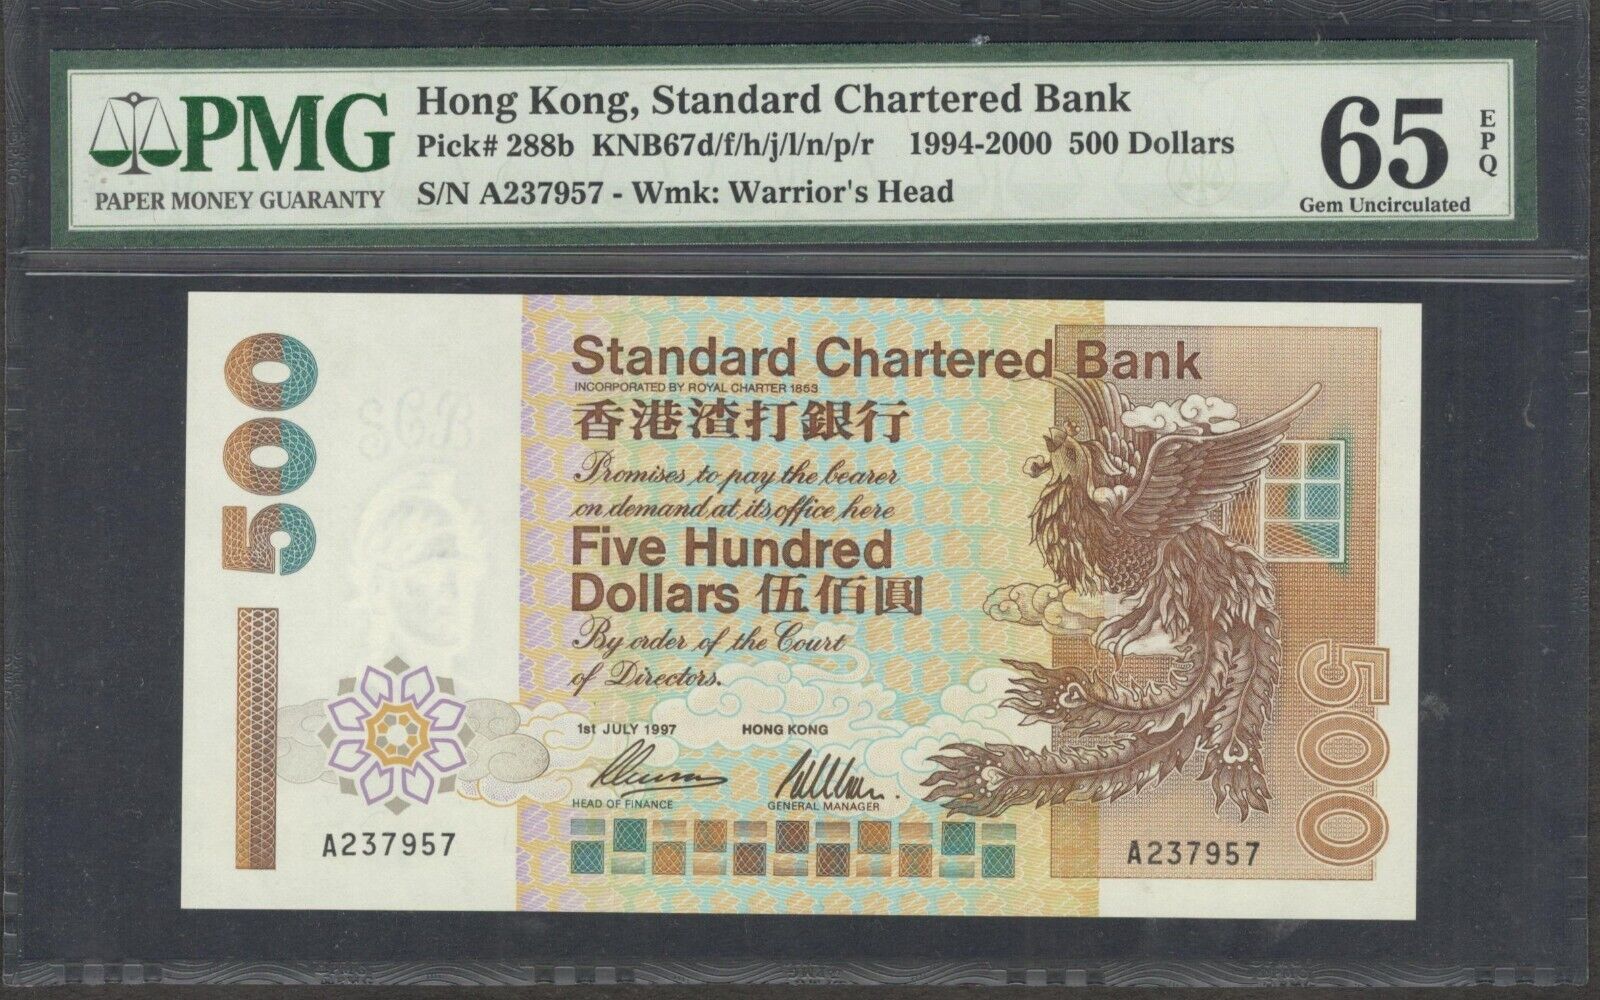 PMG
PAPER MONEY GUARANTY
Hong Kong, Standard Chartered Bank
Pick# 288b KNB67d/f/h/j/l/n/p/r 1994-2000 500 Dollars
S/N A237957 - Wmk: Warrior's Head
65
EPQ
Gem Uncirculated
500
Standard Chartered Bank
INCORPORATED BY ROYAL CHARTER 1853
香港渣打銀行
Promises to pay the bearer
on demand at its office here
Five Hundred
Dollars 伍佰圓
By order of the Court
of Directors.
1st JULY 1997 HONG KONG
HEAD OF FINANCE GENERAL MANAGER
A237957
A237957
500